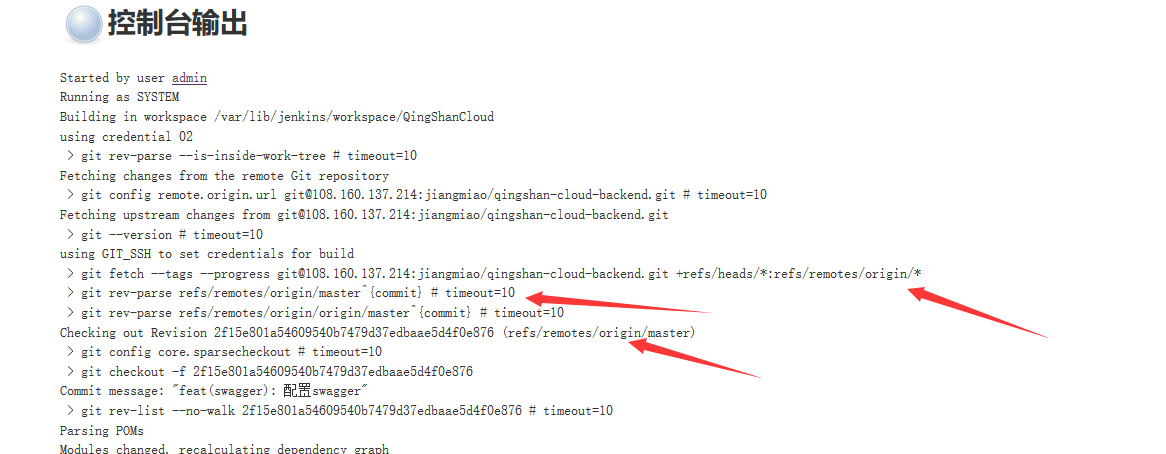 控制台输出
Started by user admin
Running as SYSTEM
Building in workspace /var/lib/jenkins/workspace/QingShanCloud
using credential 02
> git rev-parse --is-inside-work-tree # timeout=10
Fetching changes from the remote Git repository
> git config remote.origin.url git@108.160.137.214:jiangmiao/qingshan-cloud-backend.git # timeout=10
Fetching upstream changes from git@108.160.137.214:jiangmiao/qingshan-cloud-backend.git
> git --version # timeout=10
using GIT_SSH to set credentials for build
> git fetch --tags --progress git@108.160.137.214:jiangmiao/qingshan-cloud-backend.git +refs/heads/*:refs/remotes/origin/*
> git rev-parse refs/remotes/origin/master^{commit} # timeout=10
> git rev-parse refs/remotes/origin/origin/master^{commit} # timeout=10
Checking out Revision 2f15e801a54609540b7479d37edbaae5d4f0e876 (refs/remotes/origin/master)
> git config core.sparsecheckout # timeout=10
> git checkout -f 2f15e801a54609540b7479d37edbaae5d4f0e876
Commit message: "feat(swagger): 配置swagger"
> git rev-list --no-walk 2f15e801a54609540b7479d37edbaae5d4f0e876 # timeout=10
Parsing POMs
Modules changed, recalculating dependency graph